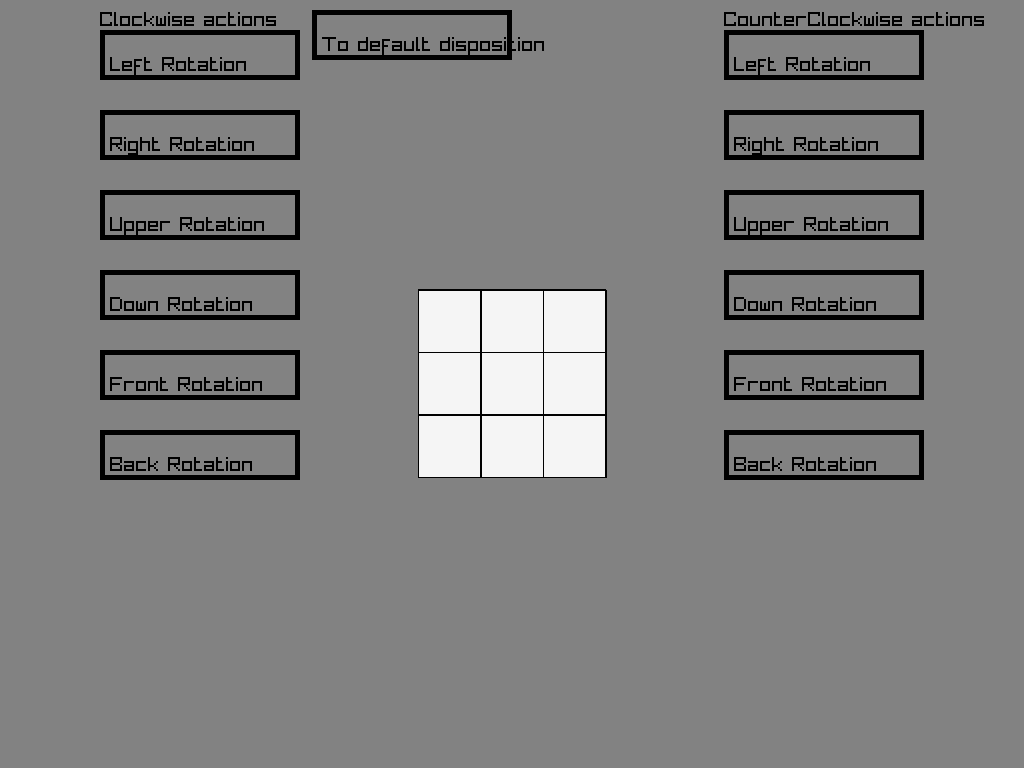 Clockwise actions
To default disposition
CounterClockwise actions
Left Rotation
Left Rotation
Right Rotation
Right Rotation
Upper Rotation
Upper Rotation
Down Rotation
Down Rotation
Front Rotation
Front Rotation
Back Rotation
Back Rotation